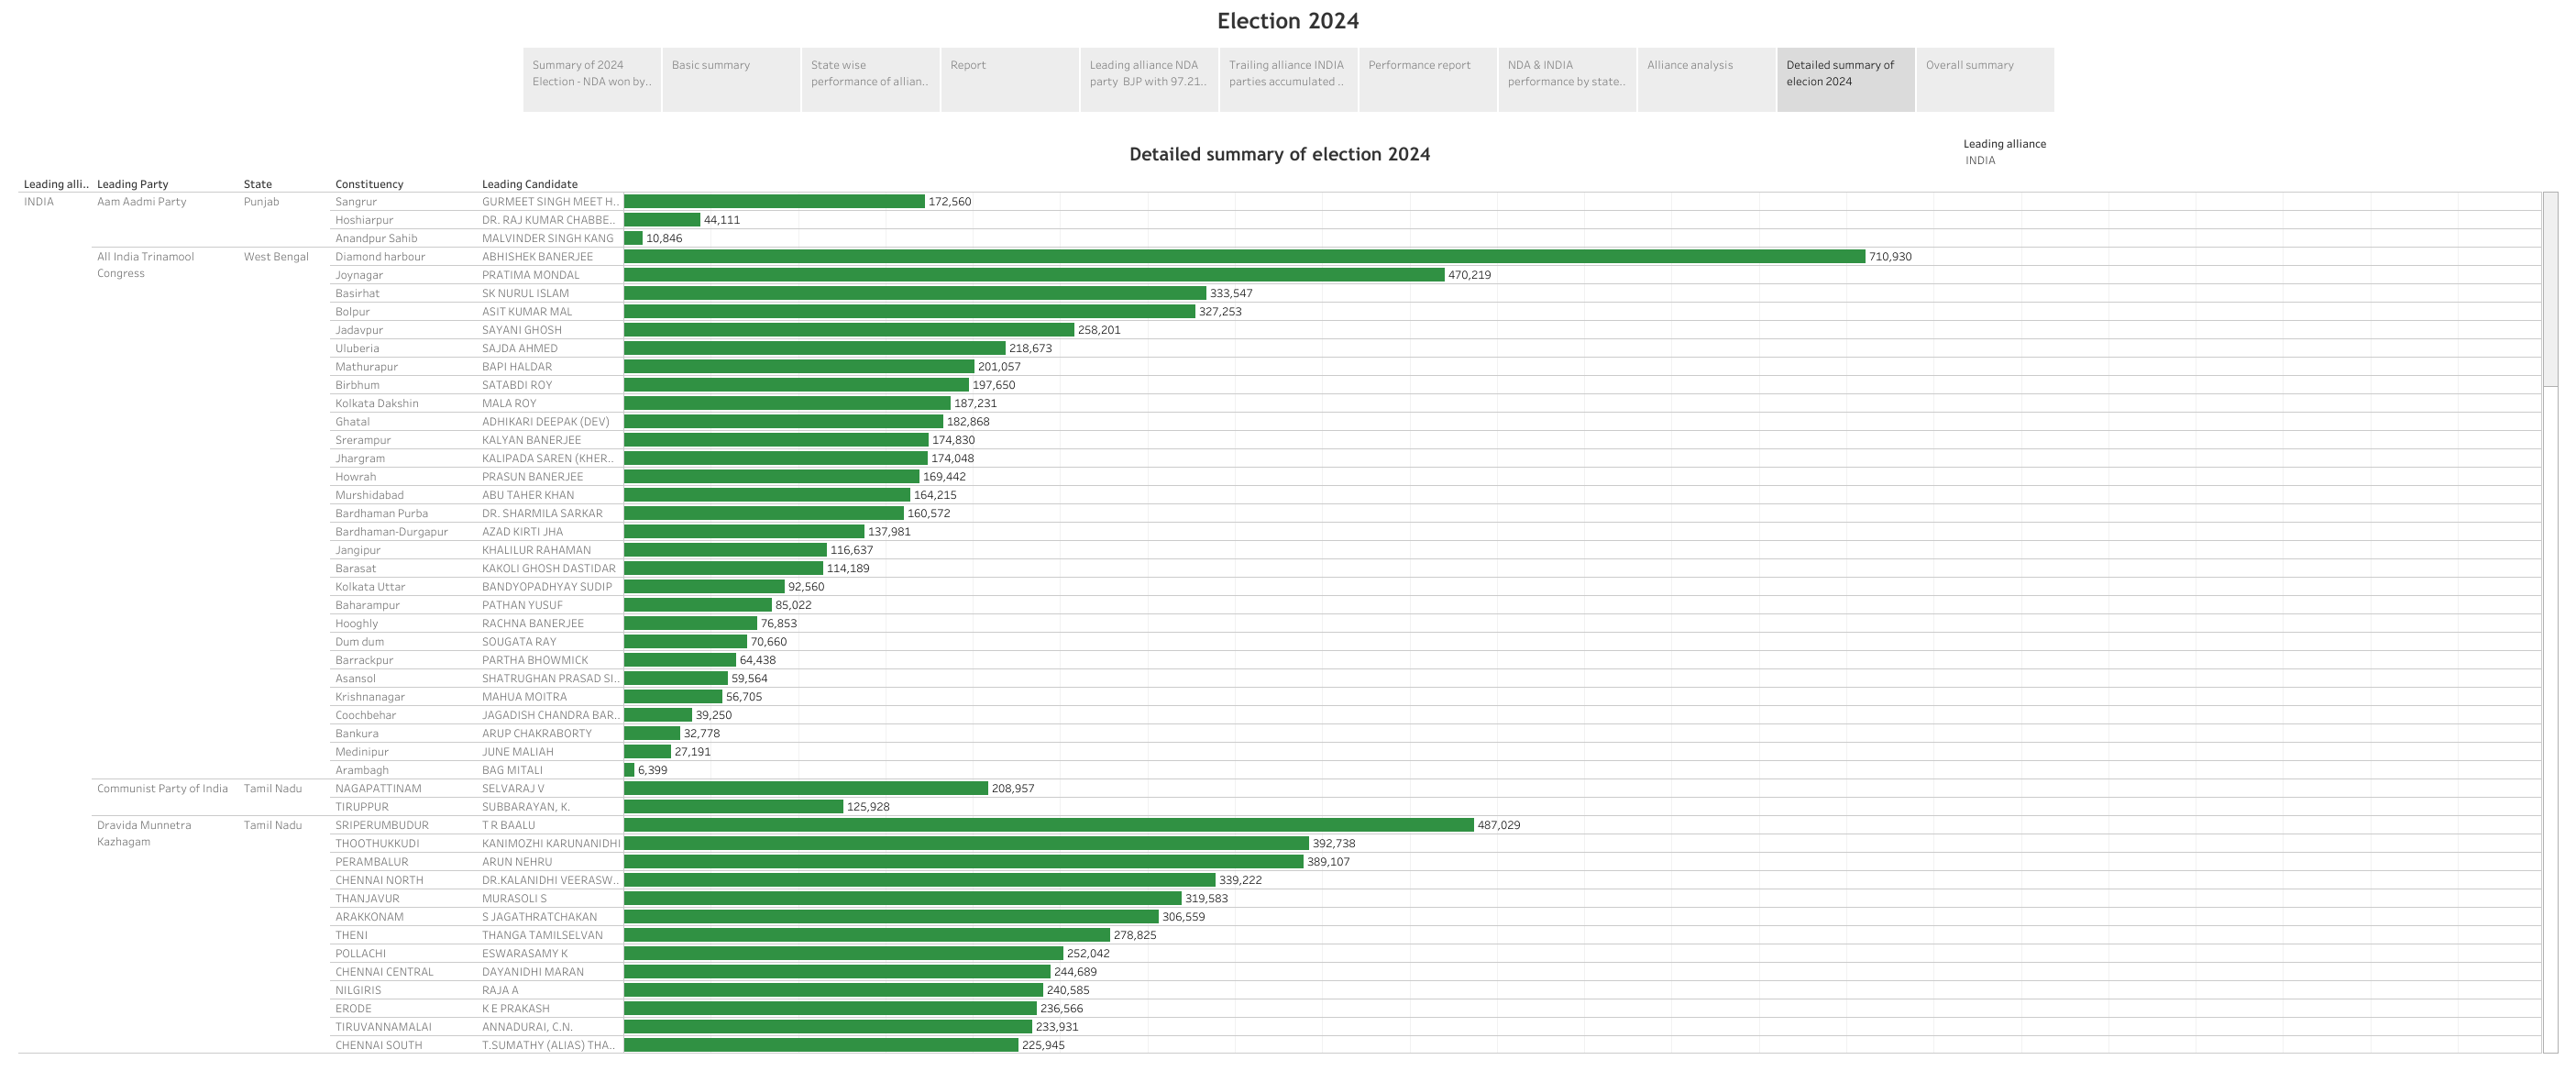 Election 2024
Summary of 2024
Election - NDA won by..
Basic summary
State wise
performance of allian..
Report
Leading alliance NDA
party BJP with 97.21..
Trailing alliance INDIA
parties accumulated ..
Performance report
NDA & INDIA
performance by state..
Alliance analysis
Detailed summary of
elecion 2024
Overall summary
Detailed summary of election 2024
Leading alliance
INDIA
Leading alli.. Leading Party State Constituency Leading Candidate
INDIA Aam Aadmi Party Punjab Sangrur GURMEET SINGH MEET H.. 172,560
Hoshiarpur DR. RAJ KUMAR CHABBE.. 44,111
Anandpur Sahib MALVINDER SINGH KANG 10,846
All India Trinamool West Bengal Diamond harbour ABHISHEK BANERJEE 710,930
Congress Joynagar PRATIMA MONDAL 470,219
Basirhat SK NURUL ISLAM 333,547
Bolpur ASIT KUMAR MAL 327,253
Jadavpur SAYANI GHOSH 258,201
Uluberia SAJDA AHMED 218,673
Mathurapur BAPI HALDAR 201,057
Birbhum SATABDI ROY 197,650
Kolkata Dakshin MALA ROY 187,231
Ghatal ADHIKARI DEEPAK (DEV) 182,868
Srerampur KALYAN BANERJEE 174,830
Jhargram KALIPADA SAREN (KHER.. 174,048
Howrah PRASUN BANERJEE 169,442
Murshidabad ABU TAHER KHAN 164,215
Bardhaman Purba DR. SHARMILA SARKAR 160,572
Bardhaman-Durgapur AZAD KIRTI JHA 137,981
Jangipur KHALILUR RAHAMAN 116,637
Barasat KAKOLI GHOSH DASTIDAR 114,189
Kolkata Uttar BANDYOPADHYAY SUDIP 92,560
Baharampur PATHAN YUSUF 85,022
Hooghly RACHNA BANERJEE 76,853
Dum dum SOUGATA RAY 70,660
Barrackpur PARTHA BHOWMICK 64,438
Asansol SHATRUGHAN PRASAD SI.. 59,564
Krishnanagar MAHUA MOITRA 56,705
Coochbehar JAGADISH CHANDRA BAR.. 39,250
Bankura ARUP CHAKRABORTY 32,778
Medinipur JUNE MALIAH 27,191
Arambagh BAG MITALI 6,399
Communist Party of India Tamil Nadu NAGAPATTINAM SELVARAJ V 208,957
TIRUPPUR SUBBARAYAN, K. 125,928
Dravida Munnetra Tamil Nadu SRIPERUMBUDUR T R BAALU 487,029
Kazhagam THOOTHUKKUDI KANIMOZHI KARUNANIDHI 392,738
PERAMBALUR ARUN NEHRU 389,107
CHENNAI NORTH DR.KALANIDHI VEERASW.. 339,222
THANJAVUR MURASOLI S 319,583
ARAKKONAM S JAGATHRATCHAKAN 306,559
THENI THANGA TAMILSELVAN 278,825
POLLACHI ESWARASAMY K 252,042
CHENNAI CENTRAL DAYANIDHI MARAN 244,689
NILGIRIS RAJA A 240,585
ERODE K E PRAKASH 236,566
TIRUVANNAMALAI ANNADURAI, C.N. 233,931
CHENNAI SOUTH T.SUMATHY (ALIAS) THA.. 225,945